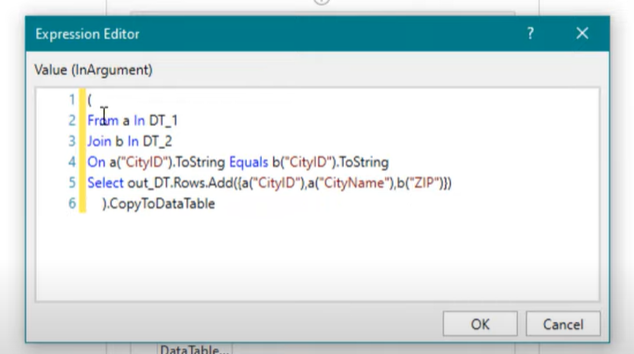 Expression Editor
?
Value (InArgument)
1 (
2 From a In DT_1
3 Join b In DT_2
4 On a("CityID").ToString Equals b("CityID").ToString
5 Select out_DT.Rows.Add({a("CityID"),a("CityName"),b("ZIP")})
6 ).CopyToDataTable
OK Cancel
DataTable...